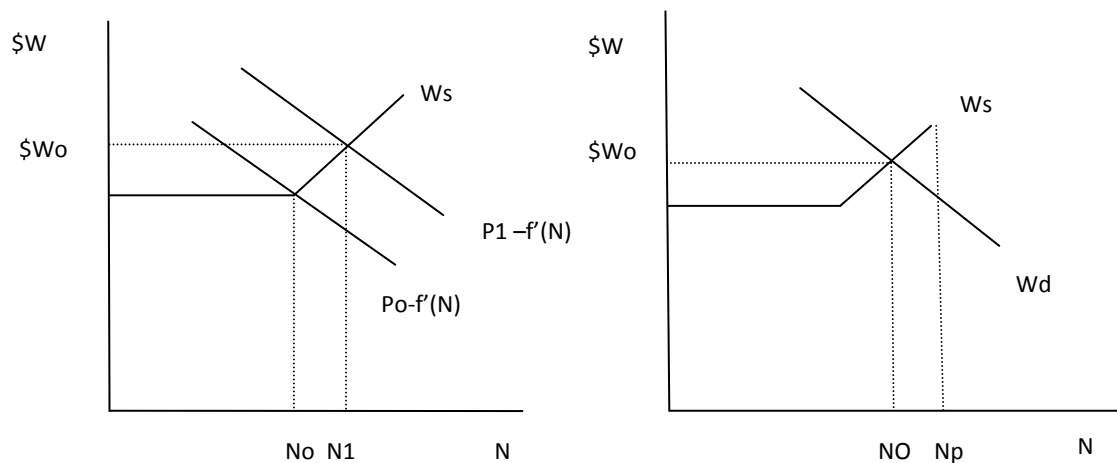 $W
Ws
$Wo
P1 –f’(N)
Po-f’(N)
No N1 N
$W
Ws
$Wo
Wd
NO Np N